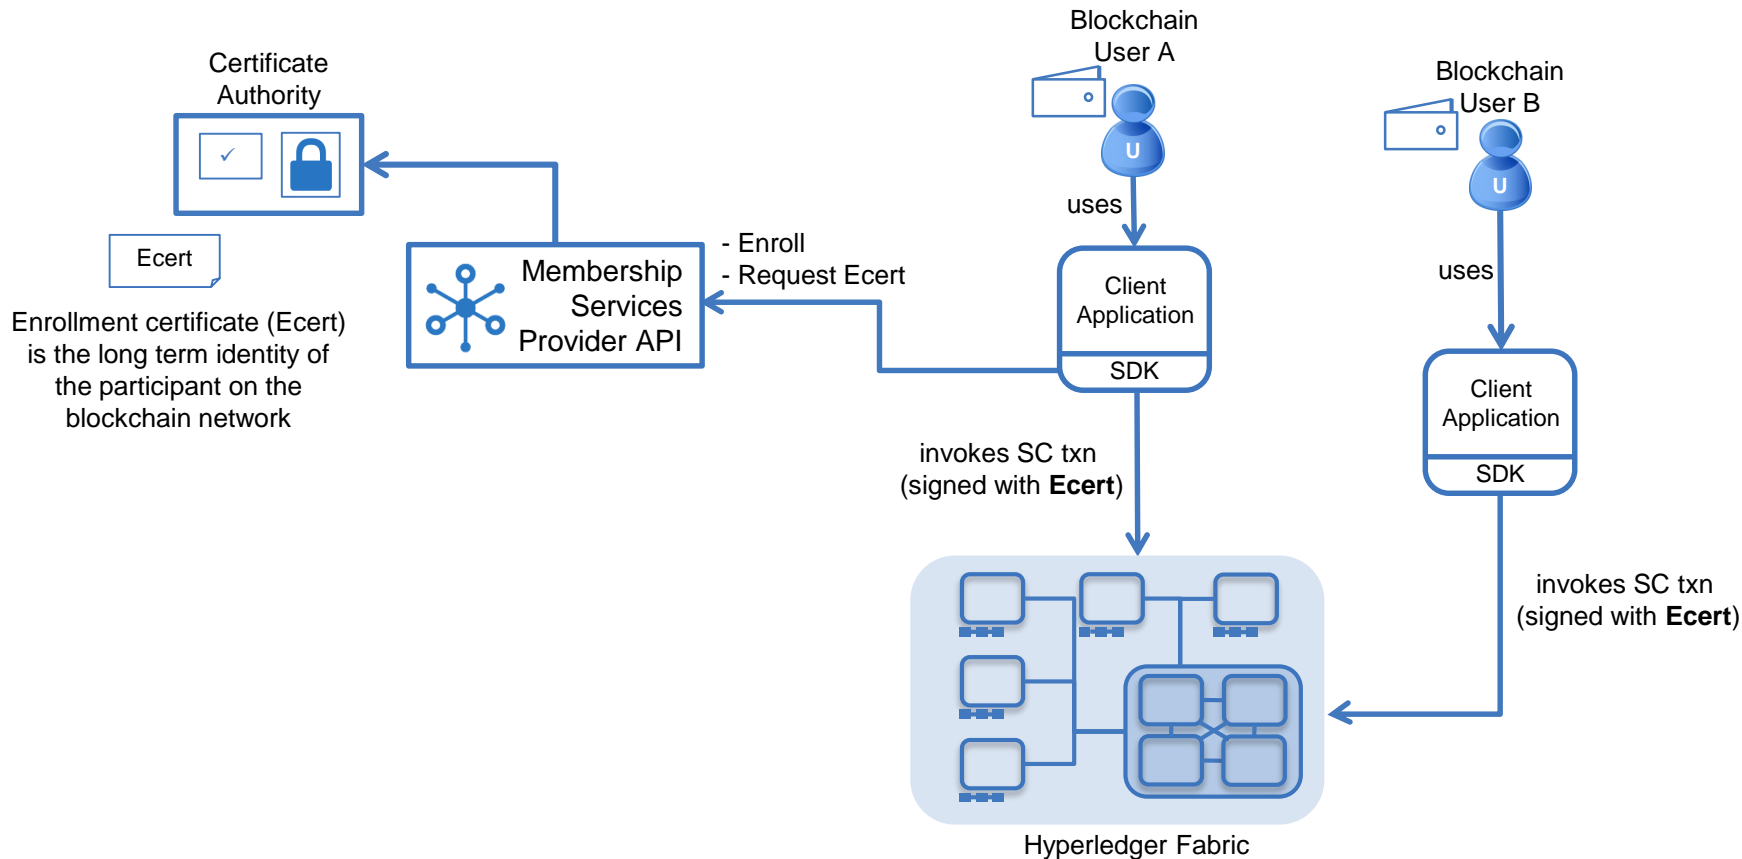 Blockchain
User A
Certificate
Authority
Blockchain
User B
U
U
uses
Ecert
- Enroll
- Request Ecert
Membership
Services
Provider API
Client
Application
SDK
uses
Enrollment certificate (Ecert)
is the long term identity of
the participant on the
blockchain network
Client
Application
SDK
invokes SC txn
(signed with Ecert)
invokes SC txn
(signed with Ecert)
Hyperledger Fabric